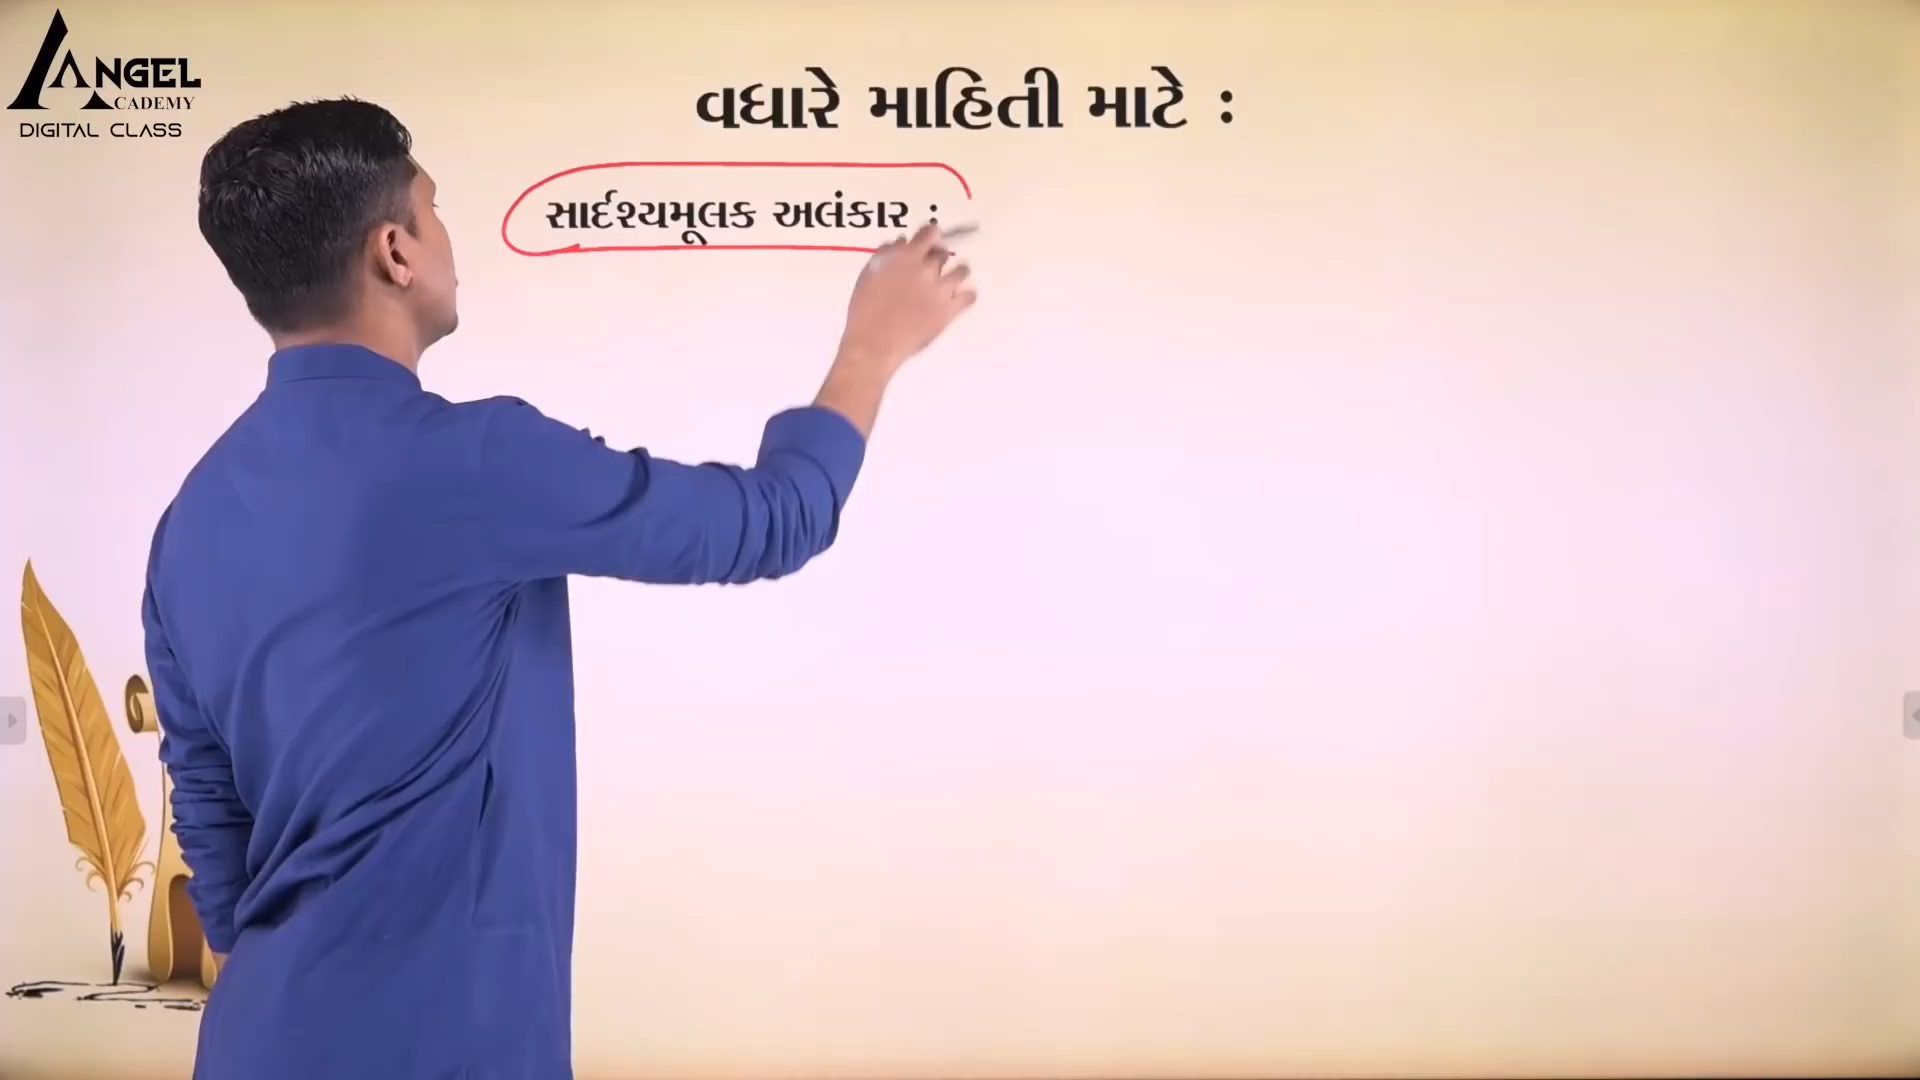 ANGEL
ACADEMY
DIGITAL CLASS
વધારે માહિતી માટે :
સાર્દશ્યમૂલક અલંકાર :